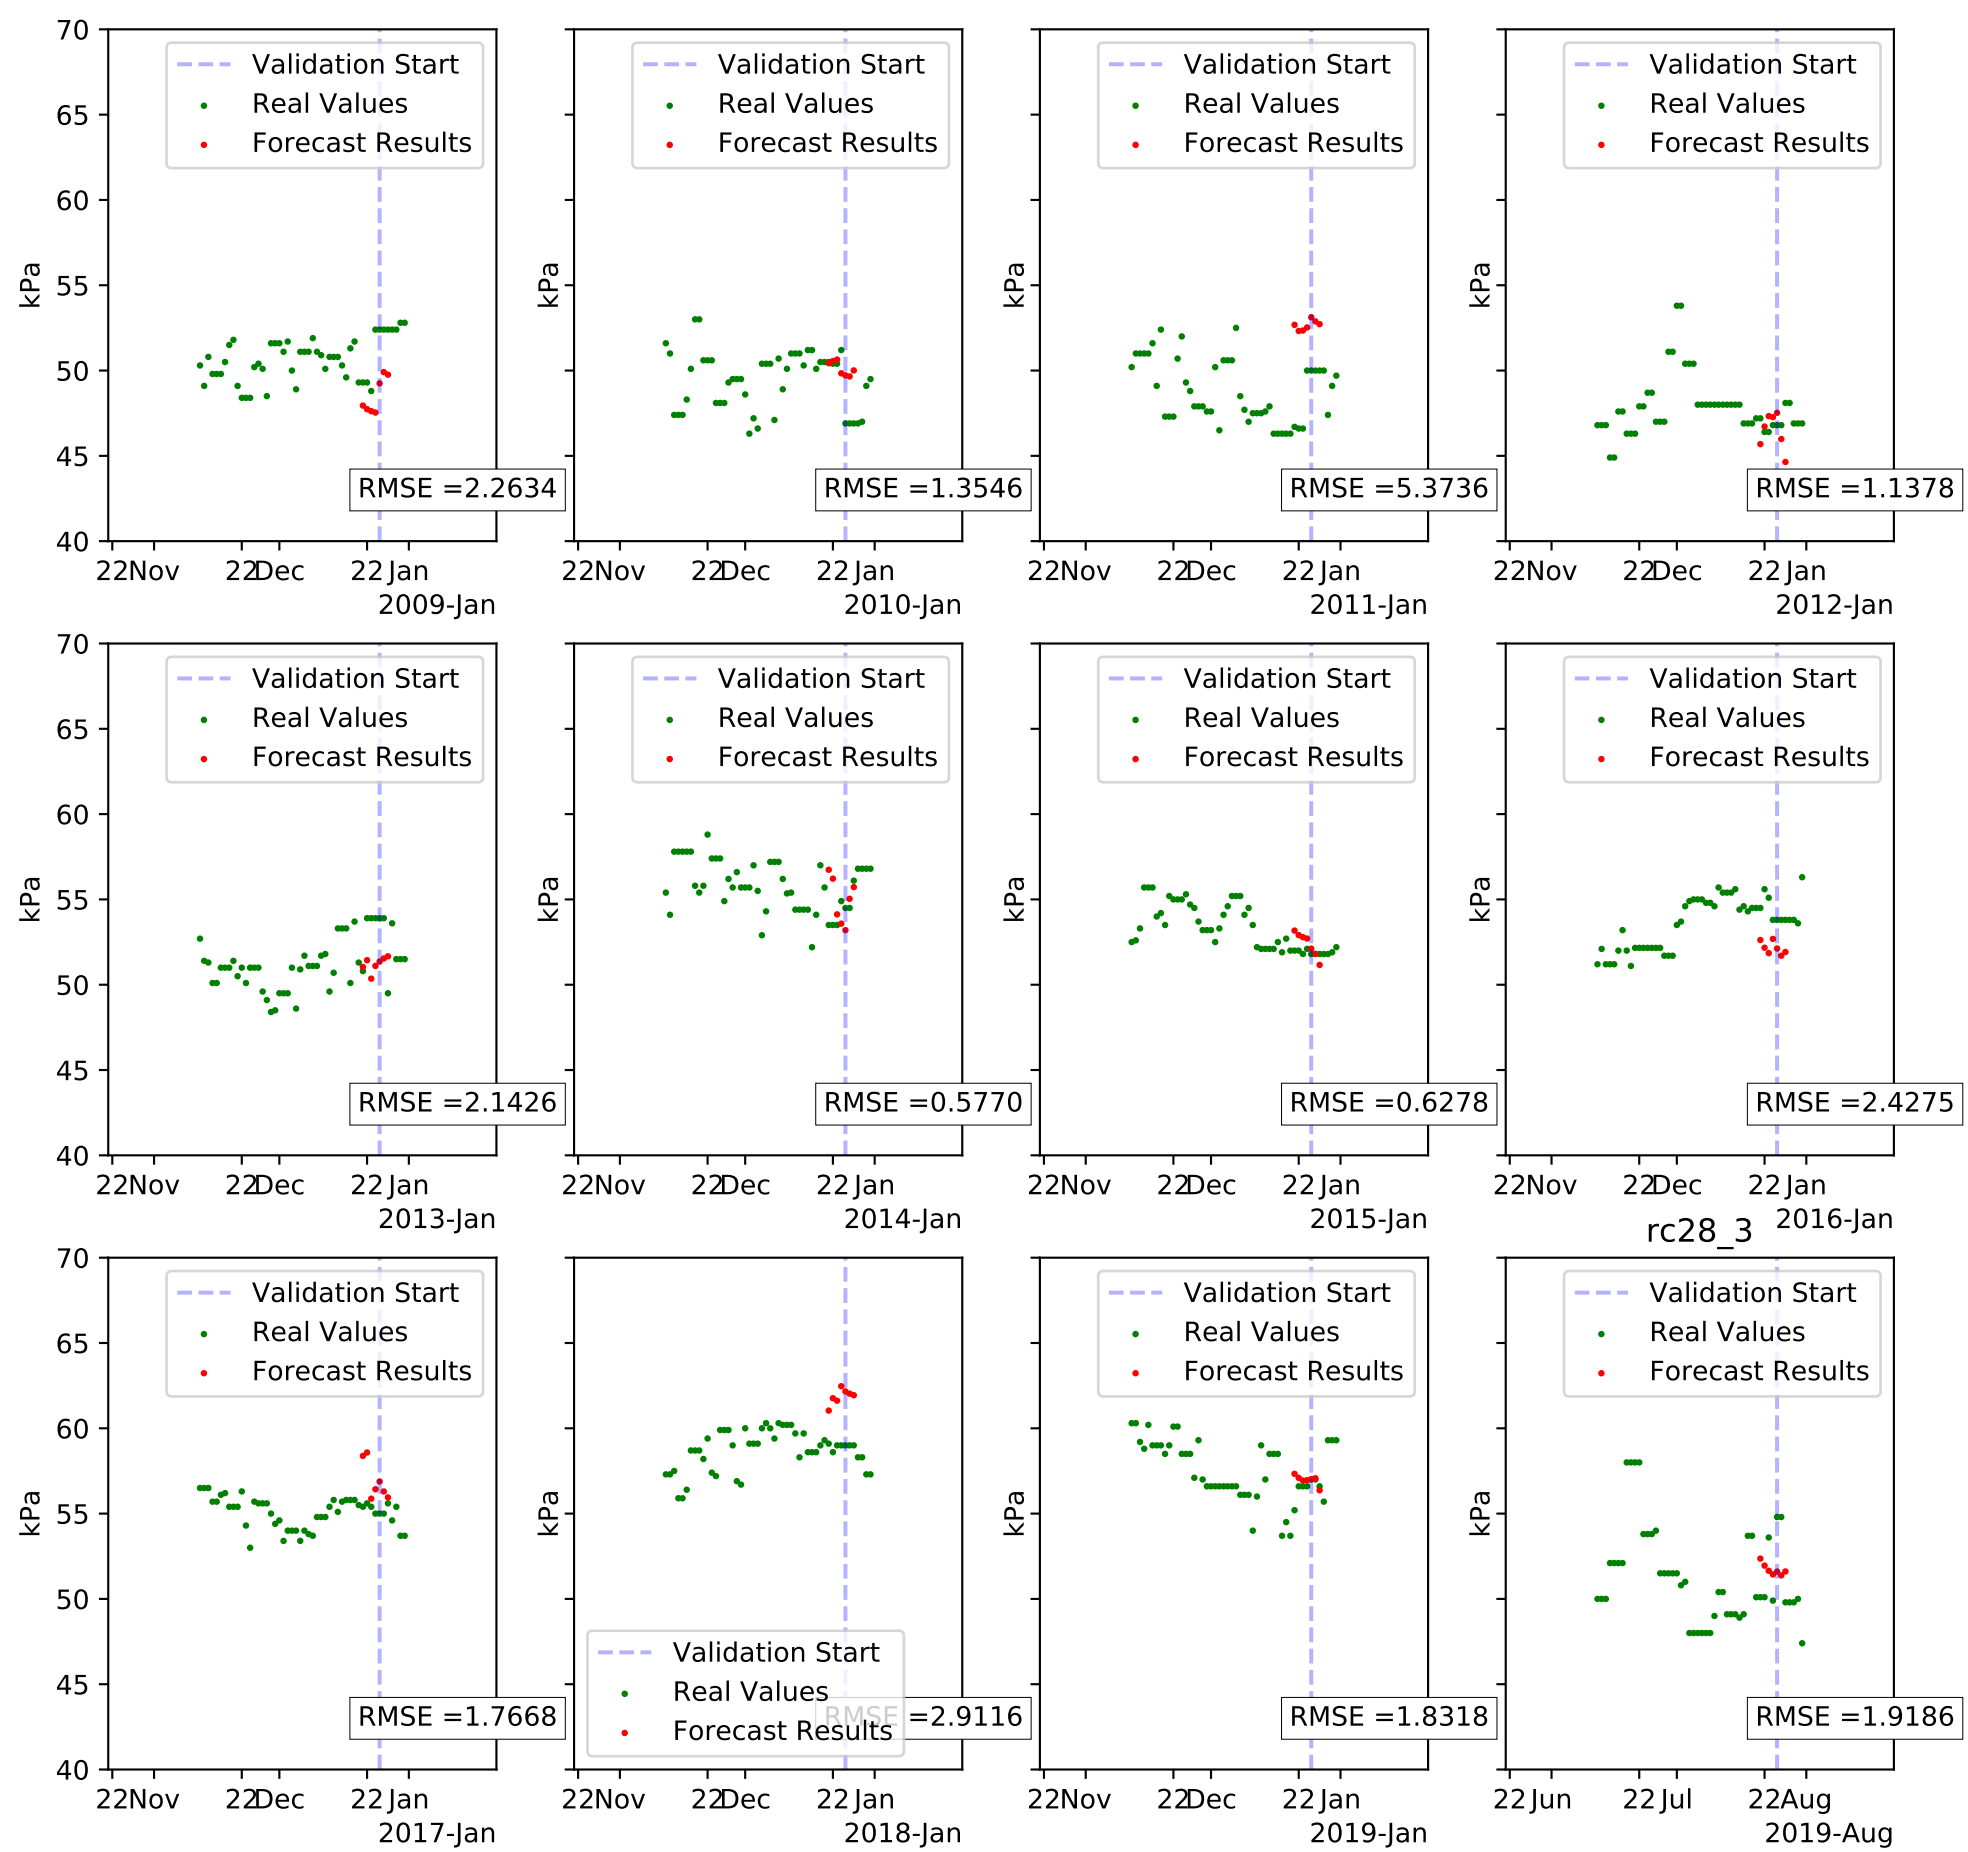 70
65
60
55
50
45
40
kPa
Validation Start
Real Values
Forecast Results
RMSE =2.2634
22Nov 22Dec 22Jan
2009-Jan
kPa
Validation Start
Real Values
Forecast Results
RMSE =1.3546
22Nov 22Dec 22Jan
2010-Jan
kPa
Validation Start
Real Values
Forecast Results
RMSE =5.3736
22Nov 22Dec 22Jan
2011-Jan
kPa
Validation Start
Real Values
Forecast Results
RMSE =1.1378
22Nov 22Dec 22Jan
2012-Jan
70
65
60
55
50
45
40
kPa
Validation Start
Real Values
Forecast Results
RMSE =2.1426
22Nov 22Dec 22Jan
2013-Jan
kPa
Validation Start
Real Values
Forecast Results
RMSE =0.5770
22Nov 22Dec 22Jan
2014-Jan
kPa
Validation Start
Real Values
Forecast Results
RMSE =0.6278
22Nov 22Dec 22Jan
2015-Jan
kPa
Validation Start
Real Values
Forecast Results
RMSE =2.4275
22Nov 22Dec 22Jan
2016-Jan
70
65
60
55
50
45
40
kPa
Validation Start
Real Values
Forecast Results
RMSE =1.7668
22Nov 22Dec 22Jan
2017-Jan
kPa
Validation Start
Real Values
Forecast Results
RMSE =2.9116
22Nov 22Dec 22Jan
2018-Jan
kPa
Validation Start
Real Values
Forecast Results
RMSE =1.8318
22Nov 22Dec 22Jan
2019-Jan
rc28_3
kPa
Validation Start
Real Values
Forecast Results
RMSE =1.9186
22Jun 22Jul 22Aug
2019-Aug